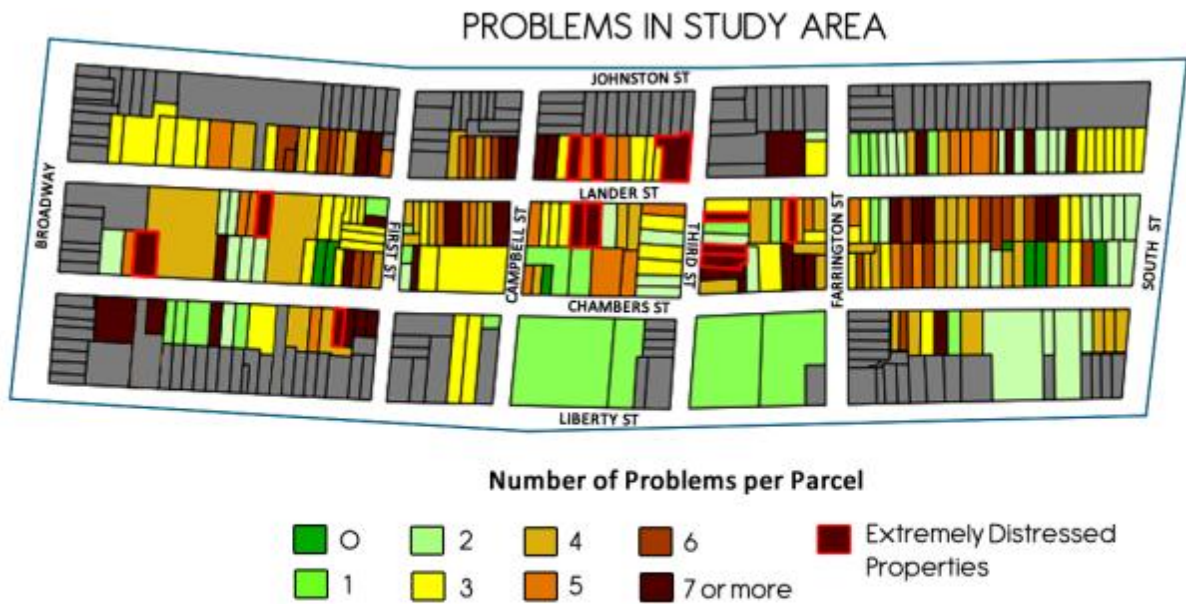 PROBLEMS IN STUDY AREA
JOHNSTON ST
BROADWAY
LANDER ST
FIRST ST
CAMPBELL ST
THIRD ST
FARRINGTON ST
SOUTH ST
CHAMBERS ST
LIBERTY ST
Number of Problems per Parcel
0 2 4 6 Extremely Distressed
Properties
1 3 5 7 or more